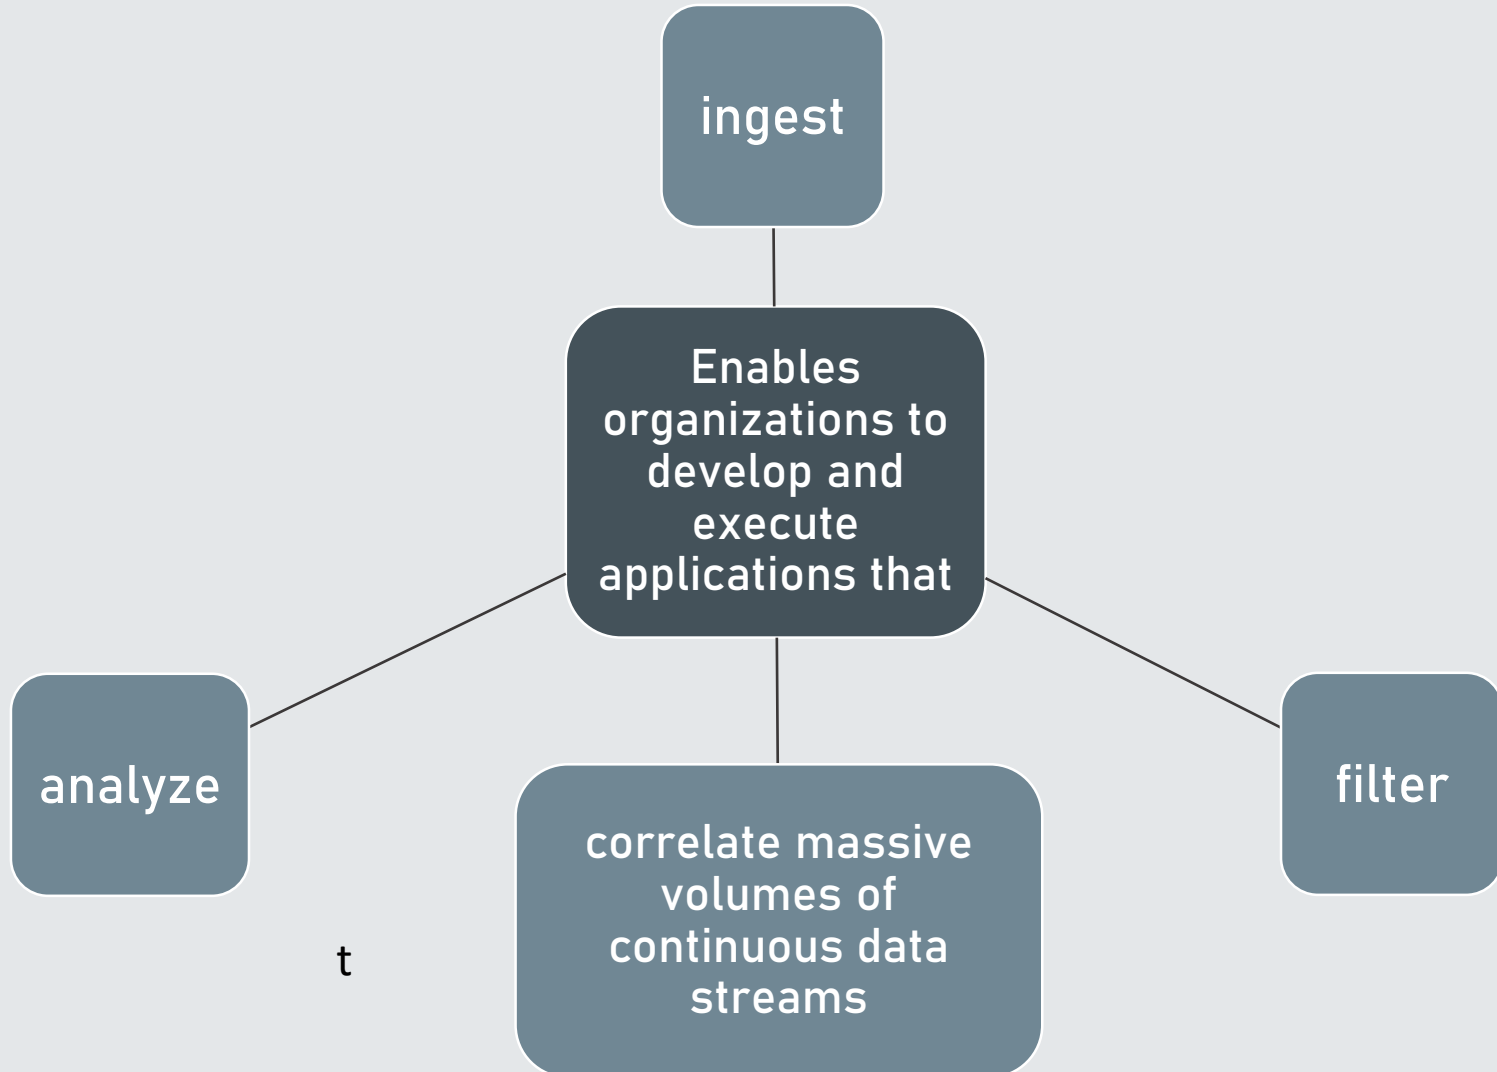 ingest
Enables
organizations to
develop and
execute
applications that
analyze
filter
correlate massive
volumes of
continuous data
streams
t